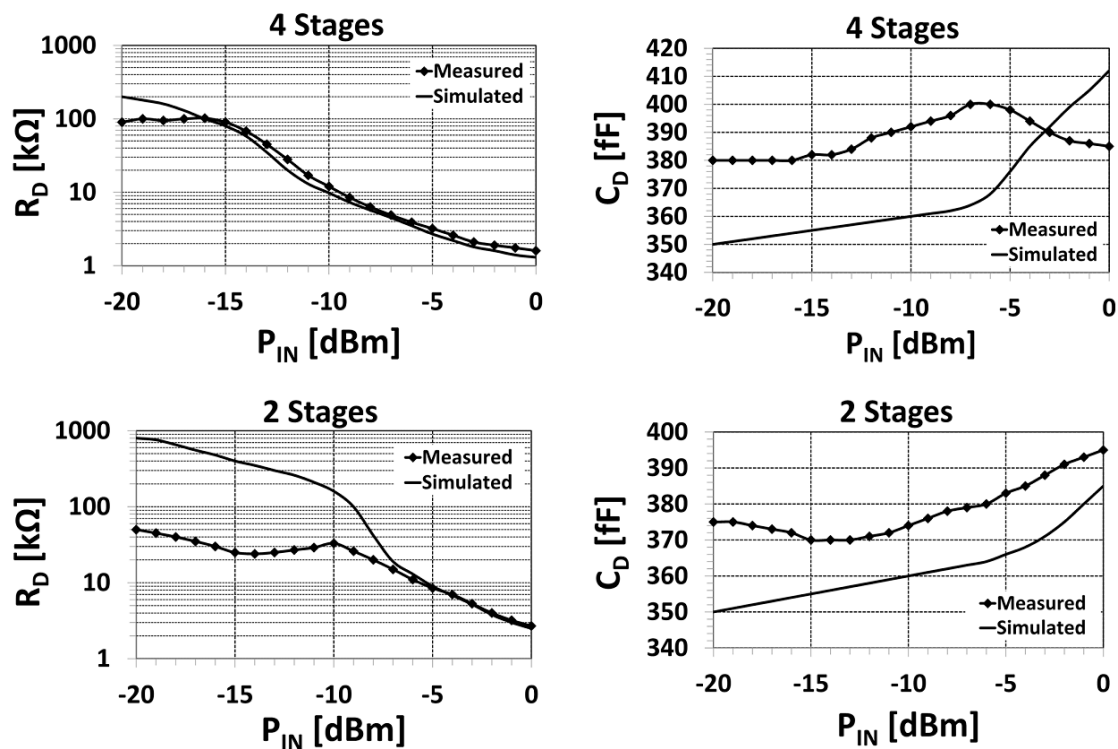 4 Stages
1000
100
10
1
R_D [kΩ]
Measured
Simulated
-20 -15 -10 -5 0
P_IN [dBm]
4 Stages
420
410
400
390
380
370
360
350
340
C_D [fF]
Measured
Simulated
-20 -15 -10 -5 0
P_IN [dBm]
2 Stages
1000
100
10
1
R_D [kΩ]
Measured
Simulated
-20 -15 -10 -5 0
P_IN [dBm]
2 Stages
400
390
380
370
360
350
340
C_D [fF]
Measured
Simulated
-20 -15 -10 -5 0
P_IN [dBm]